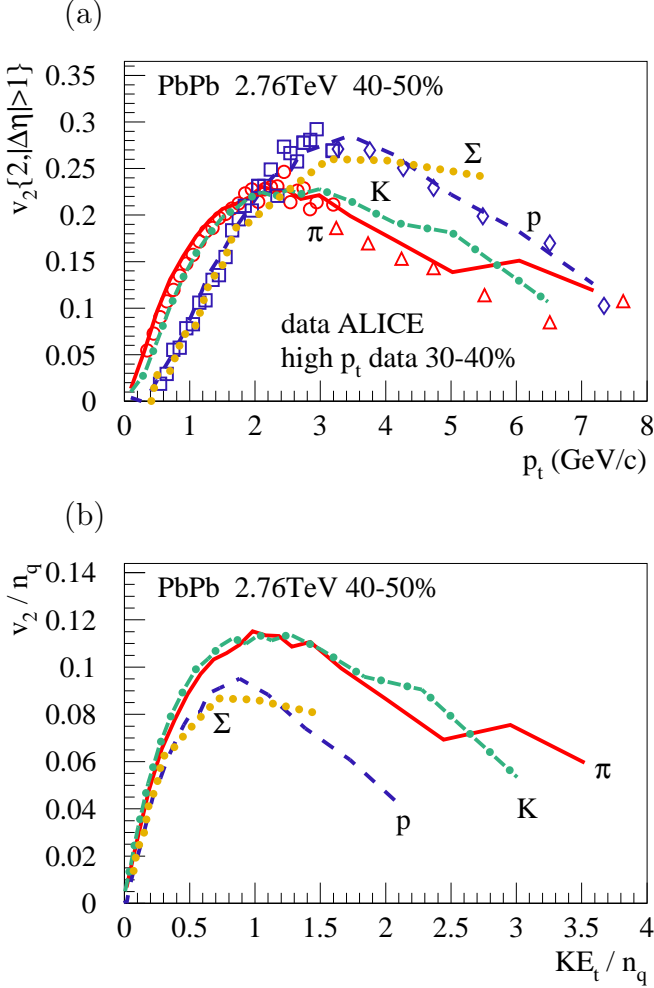 (a)
v₂{2,|Δη|>1}
PbPb 2.76TeV 40-50%
0.35
0.3
0.25
0.2
0.15
0.1
0.05
0
Σ
K
π
p
data ALICE
high pₜ data 30-40%
0 1 2 3 4 5 6 7 8
pₜ (GeV/c)
(b)
v₂ / n_q
PbPb 2.76TeV 40-50%
0.14
0.12
0.1
0.08
0.06
0.04
0.02
0
Σ
π
K
p
0 0.5 1 1.5 2 2.5 3 3.5 4
KEₜ / n_q